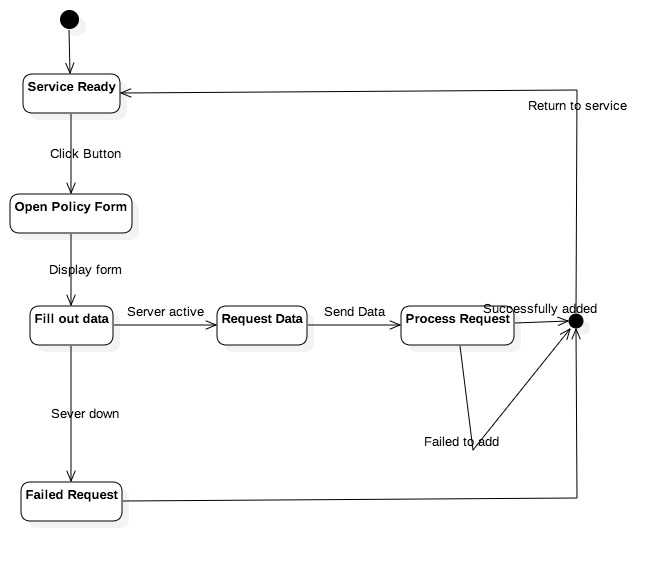 Service Ready
Return to service
Click Button
Open Policy Form
Display form
Successfully added
Server active
Send Data
Fill out data
Request Data
Process Request
Sever down
Failed to add
Failed Request